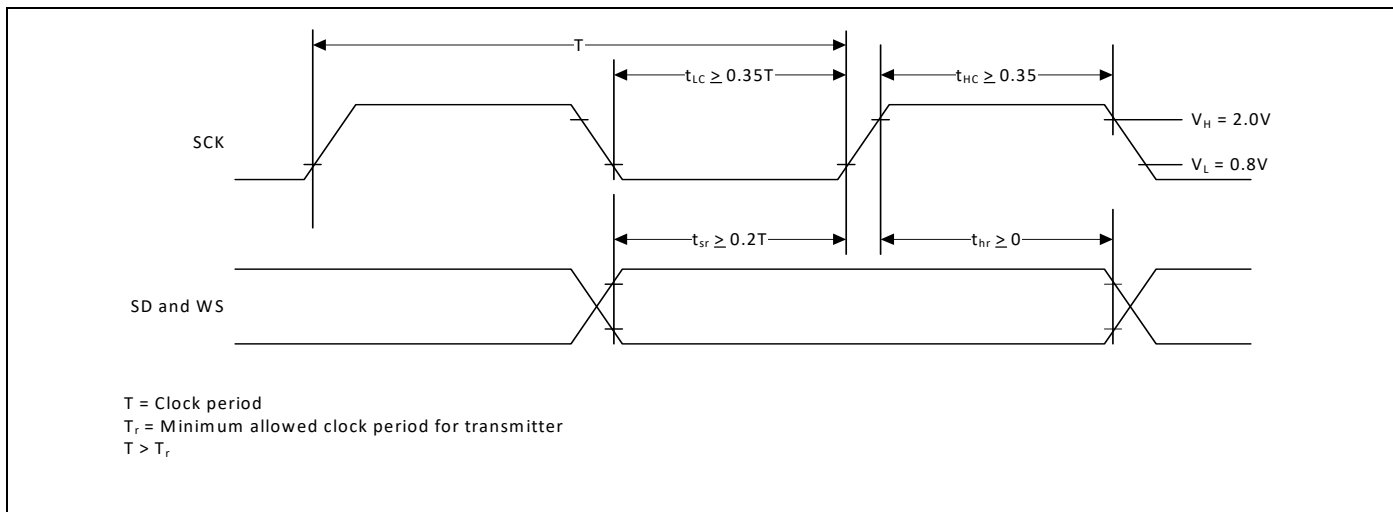 T
t_LC ≥ 0.35T
t_HC ≥ 0.35
SCK
V_H = 2.0V
V_L = 0.8V
t_sr ≥ 0.2T
t_hr ≥ 0
SD and WS
T = Clock period
T_r = Minimum allowed clock period for transmitter
T > T_r